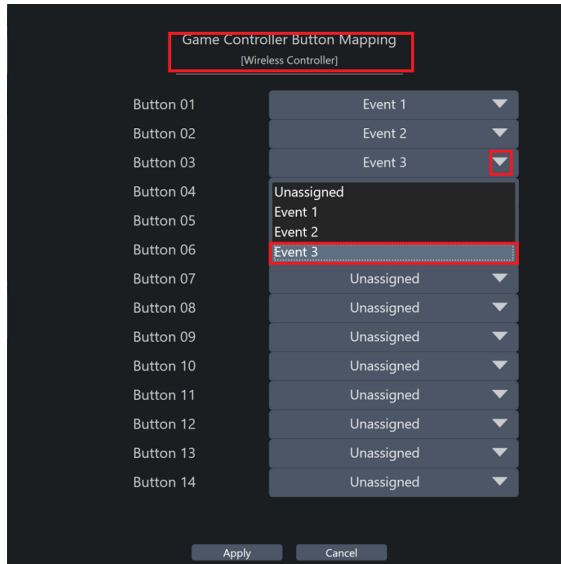 Game Controller Button Mapping
[Wireless Controller]
Button 01 Event 1
Button 02 Event 2
Button 03 Event 3
Button 04 Unassigned
Event 1
Button 05
Event 2
Button 06 Event 3
Button 07 Unassigned
Button 08 Unassigned
Button 09 Unassigned
Button 10 Unassigned
Button 11 Unassigned
Button 12 Unassigned
Button 13 Unassigned
Button 14 Unassigned
Apply Cancel